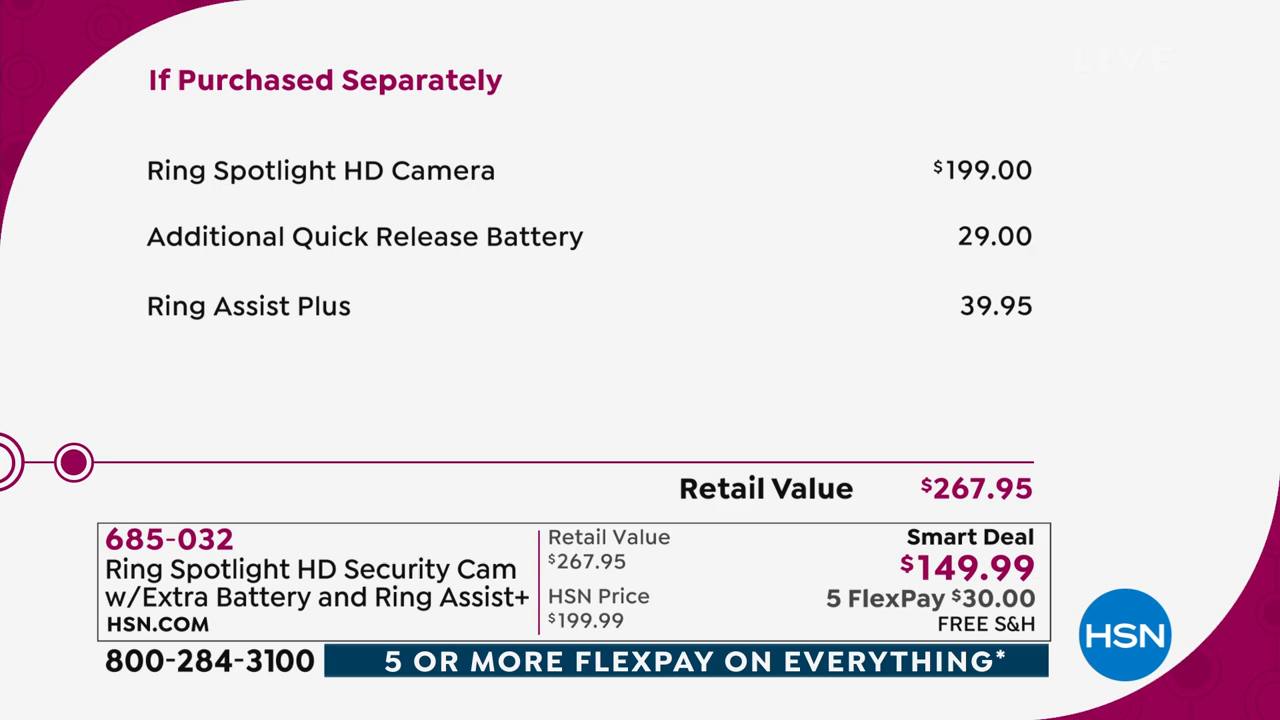 LIVE
If Purchased Separately
Ring Spotlight HD Camera $199.00
Additional Quick Release Battery 29.00
Ring Assist Plus 39.95
Retail Value $267.95
685-032
Ring Spotlight HD Security Cam
w/Extra Battery and Ring Assist+
HSN.COM
Retail Value
$267.95
HSN Price
$199.99
Smart Deal
$149.99
5 FlexPay $30.00
FREE S&H
HSN
800-284-3100 5 OR MORE FLEXPAY ON EVERYTHING*